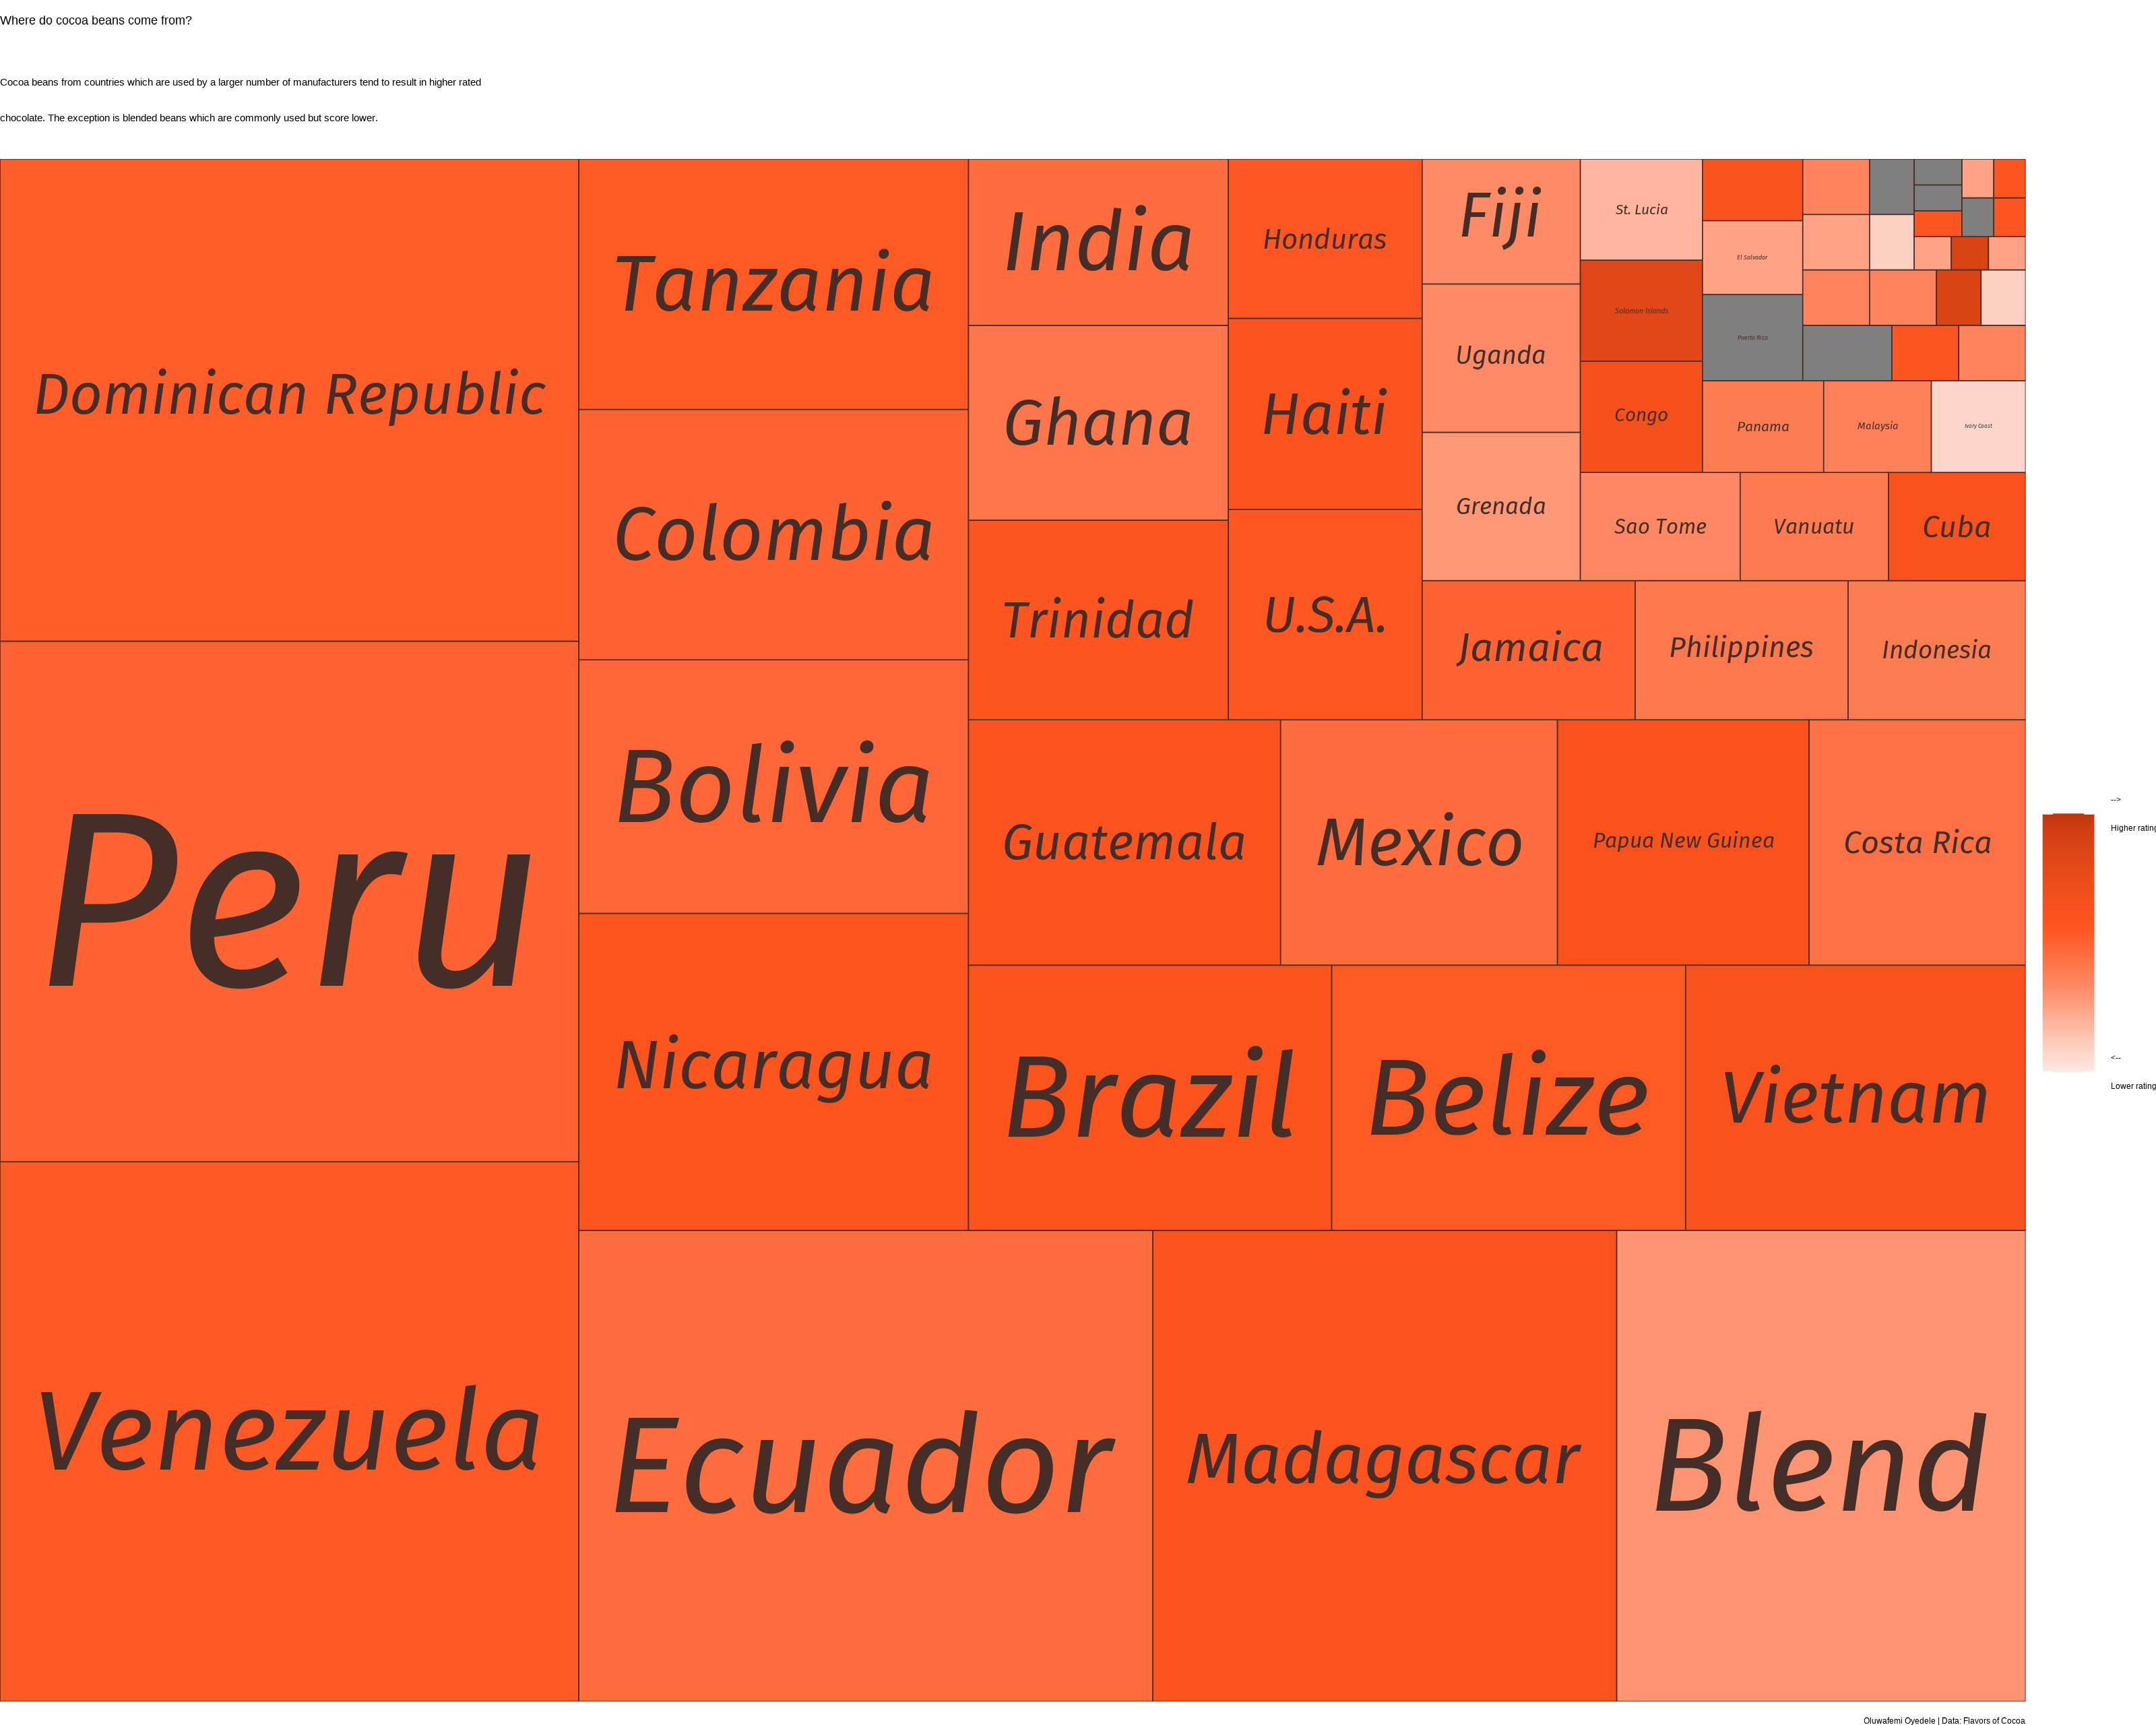 Where do cocoa beans come from?
Cocoa beans from countries which are used by a larger number of manufacturers tend to result in higher rated
chocolate. The exception is blended beans which are commonly used but score lower.
Dominican Republic
Peru
Venezuela
Tanzania
Colombia
Bolivia
Nicaragua
Ecuador
Madagascar
Blend
India
Ghana
Trinidad
Honduras
Haiti
U.S.A.
Guatemala
Mexico
Papua New Guinea
Costa Rica
Brazil
Belize
Vietnam
Fiji
Uganda
Grenada
Jamaica
Philippines
Indonesia
St. Lucia
Solomon Islands
Congo
Sao Tome
Vanuatu
Cuba
El Salvador
Puerto Rico
Panama
Malaysia
Ivory Coast
-->
Higher rating
<--
Lower rating
Oluwafemi Oyedele | Data: Flavors of Cocoa